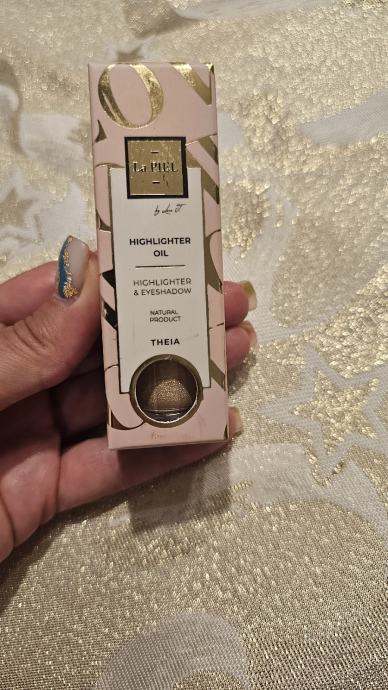 La PIEL
HIGHLIGHTER
OIL
HIGHLIGHTER
& EYESHADOW
NATURAL
PRODUCT
THEIA